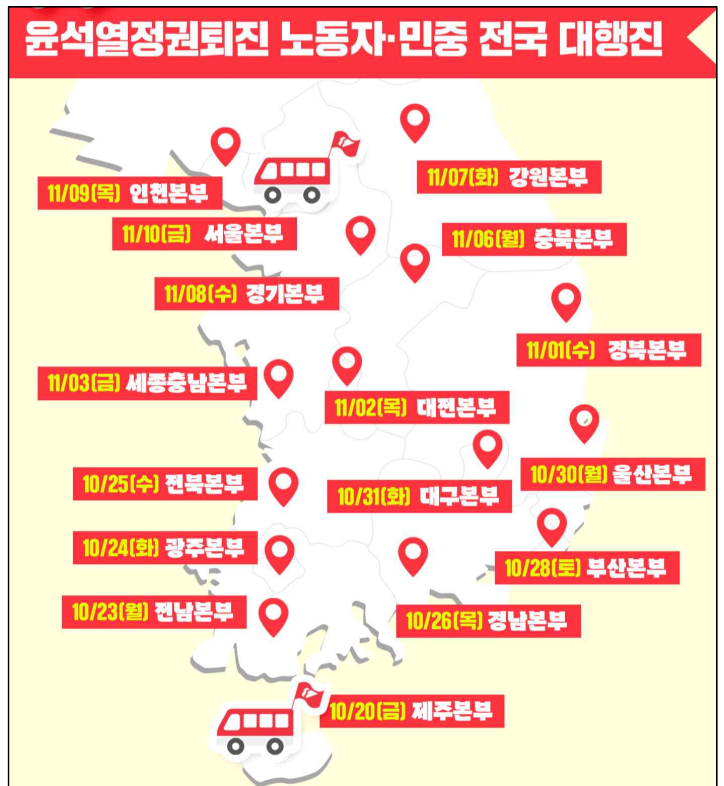 윤석열정권퇴진 노동자·민중 전국 대행진
11/07(화) 강원본부
11/09(목) 인천본부
11/10(금) 서울본부
11/06(월) 충북본부
11/08(수) 경기본부
11/01(수) 경북본부
11/03(금) 세종충남본부
11/02(목) 대전본부
10/30(월) 울산본부
10/25(수) 전북본부
10/31(화) 대구본부
10/24(화) 광주본부
10/28(토) 부산본부
10/23(월) 전남본부
10/26(목) 경남본부
10/20(금) 제주본부